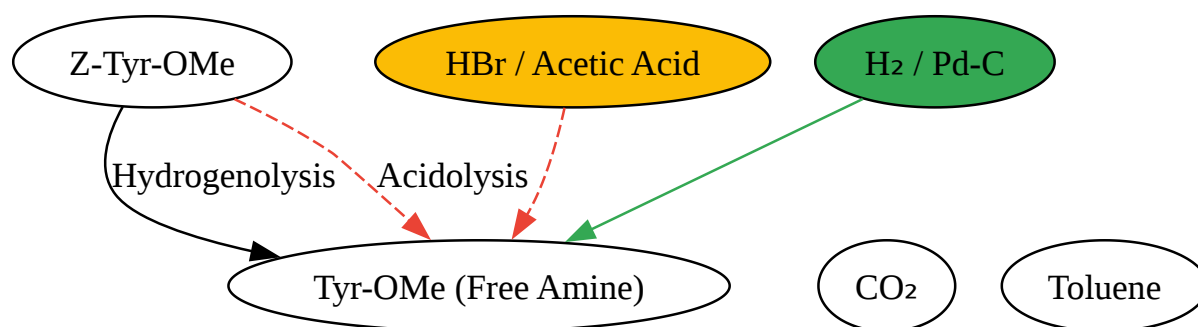 Z-Tyr-OMe
HBr / Acetic Acid
H₂ / Pd-C
Hydrogenolysis
Acidolysis
Tyr-OMe (Free Amine)
CO₂
Toluene